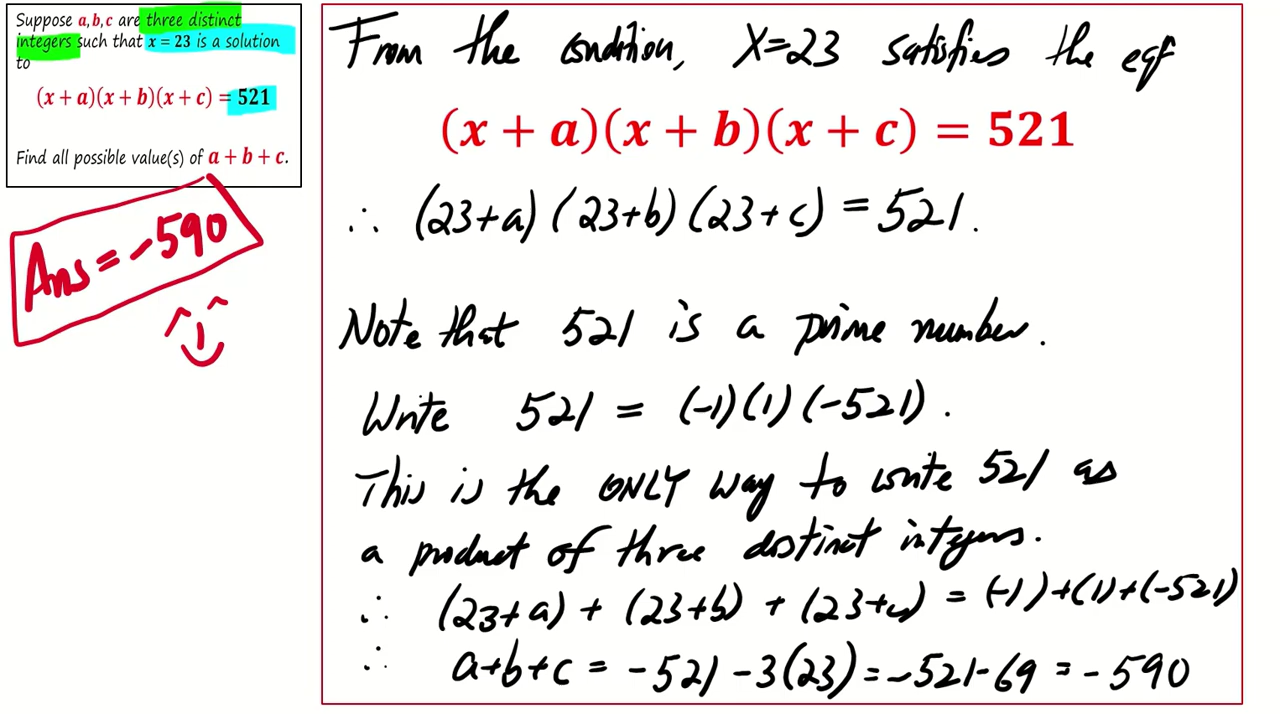 Suppose a, b, c are three distinct
integers such that x = 23 is a solution
to
(x + a)(x + b)(x + c) = 521
Find all possible value(s) of a + b + c.
Ans = -590
From the condition, X=23 satisfies the eqt
(x + a)(x + b)(x + c) = 521
∴ (23+a) (23+b) (23+c) = 521.
Note that 521 is a prime number.
Write 521 = (-1)(1)(-521).
This is the ONLY way to write 521 as
a product of three distinct integers.
∴ (23+a) + (23+b) + (23+c) = (-1)+(1)+(-521)
∴ a+b+c = -521 -3(23) = -521-69 = -590